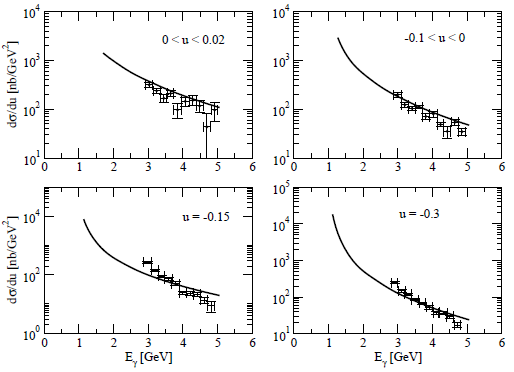 10^4
10^3
10^2
10^1
dσ/du [nb/GeV^2]
0 < u < 0.02
0 1 2 3 4 5 6
10^4
10^3
10^2
10^1
-0.1 < u < 0
0 1 2 3 4 5 6
10^4
10^2
10^0
dσ/du [nb/GeV^2]
u = -0.15
0 1 2 3 4 5 6
E_γ [GeV]
10^5
10^4
10^3
10^2
10^1
u = -0.3
0 1 2 3 4 5 6
E_γ [GeV]